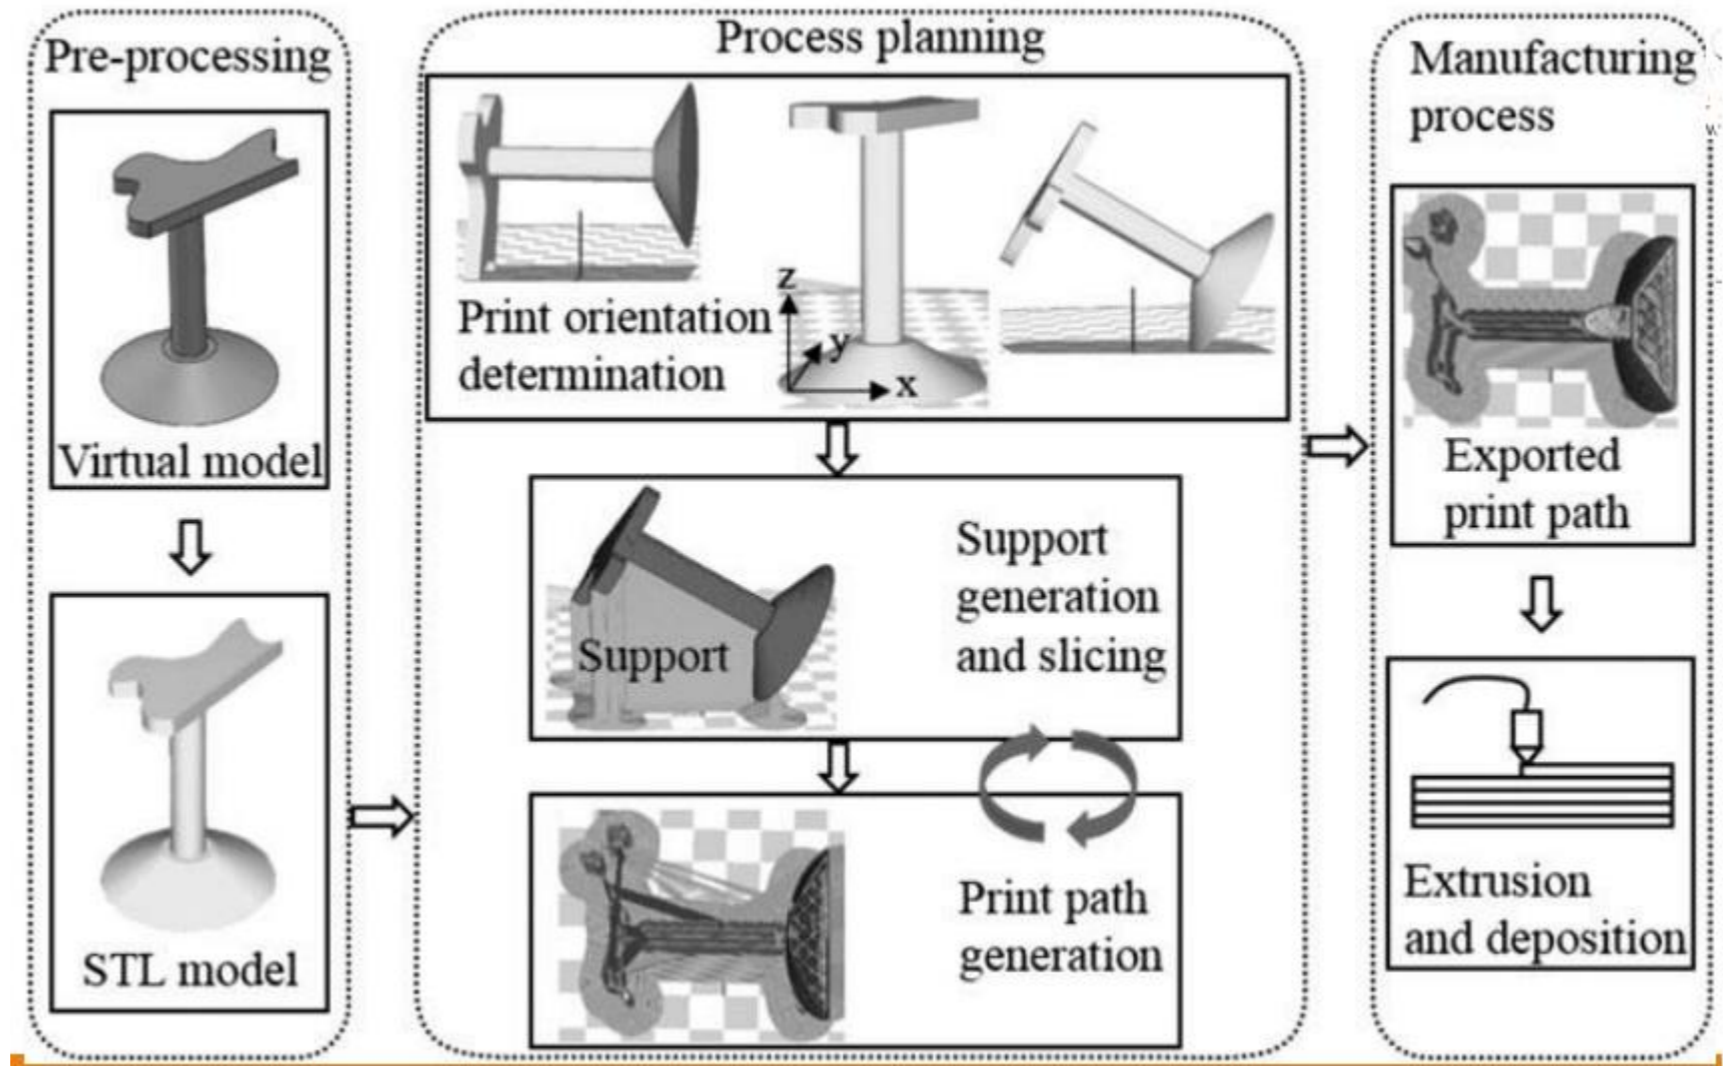 Pre-processing
Virtual model
STL model
Process planning
Print orientation
determination
z
y
x
Support
Support
generation
and slicing
Print path
generation
Manufacturing
process
Exported
print path
Extrusion
and deposition